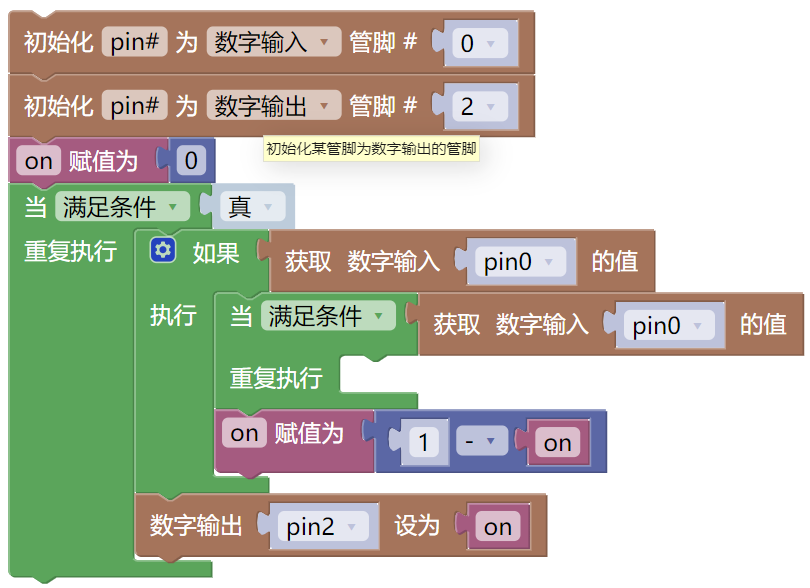 初始化 pin# 为 数字输入 管脚 # 0
初始化 pin# 为 数字输出 管脚 # 2
初始化某管脚为数字输出的管脚
on 赋值为 0
当 满足条件 真
重复执行 如果 获取 数字输入 pin0 的值
执行 当 满足条件 获取 数字输入 pin0 的值
重复执行
on 赋值为 1 - on
数字输出 pin2 设为 on